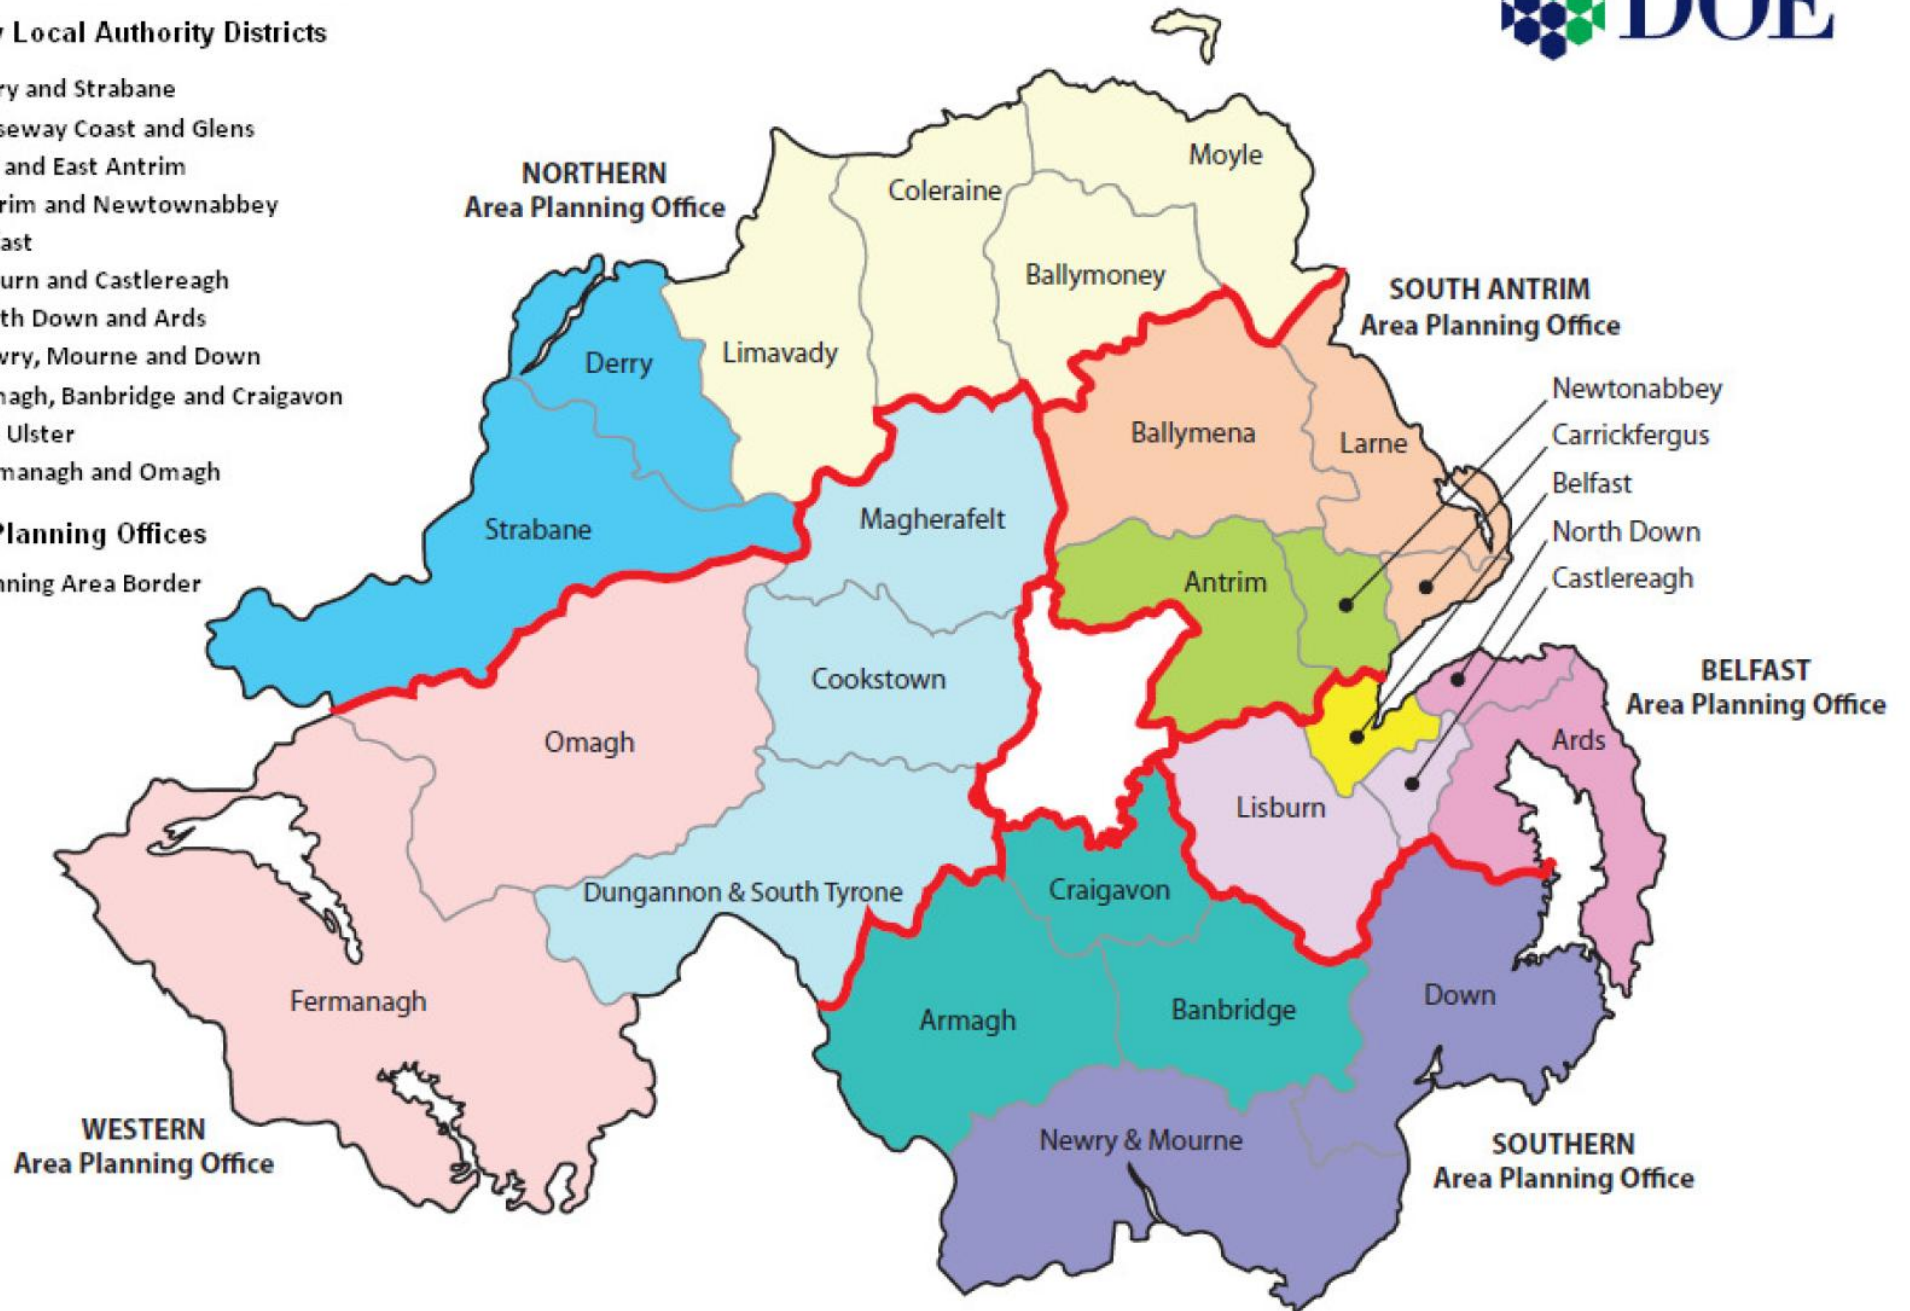 Local Authority Districts
ry and Strabane
seway Coast and Glens
and East Antrim
rim and Newtownabbey
ast
urn and Castlereagh
th Down and Ards
wry, Mourne and Down
nagh, Banbridge and Craigavon
Ulster
managh and Omagh
Planning Offices
nning Area Border
DOE
NORTHERN
Area Planning Office
Moyle
Coleraine
Ballymoney
SOUTH ANTRIM
Area Planning Office
Derry
Limavady
Newtonabbey
Ballymena
Larne
Carrickfergus
Belfast
Strabane
Magherafelt
North Down
Antrim
Castlereagh
Cookstown
BELFAST
Area Planning Office
Omagh
Ards
Lisburn
Dungannon & South Tyrone
Craigavon
Fermanagh
Armagh
Banbridge
Down
WESTERN
Area Planning Office
Newry & Mourne
SOUTHERN
Area Planning Office